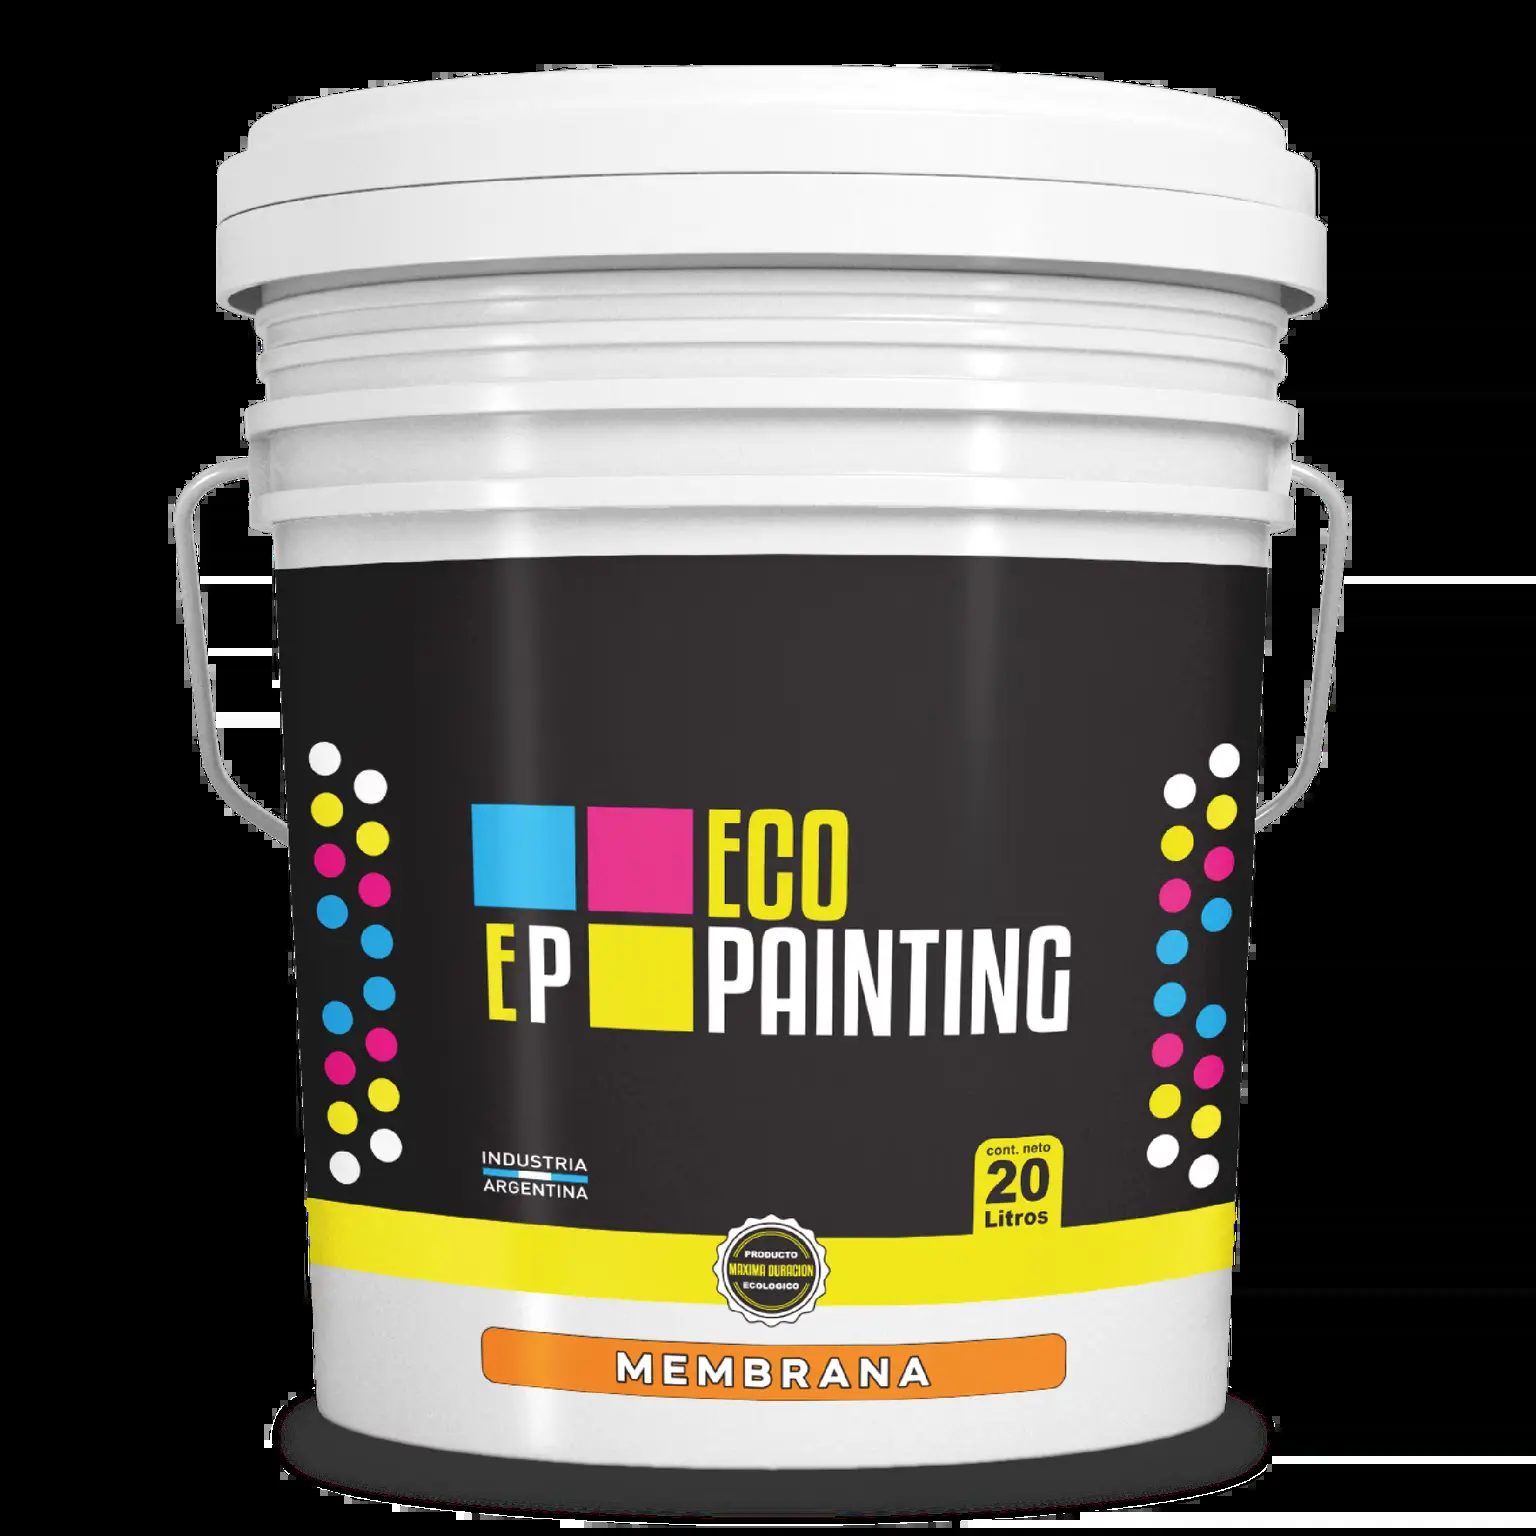 ECO
EP PAINTING
INDUSTRIA
ARGENTINA
cont. neto
20
Litros
PRODUCTO
MAXIMA DURACION
ECOLOGICO
MEMBRANA